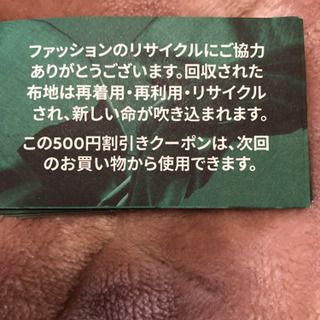 ファッションのリサイクルにご協力
ありがとうございます。回収された
布地は再着用・再利用・リサイクル
され、新しい命が吹き込まれます。
この500円割引きクーポンは、次回
のお買い物から使用できます。